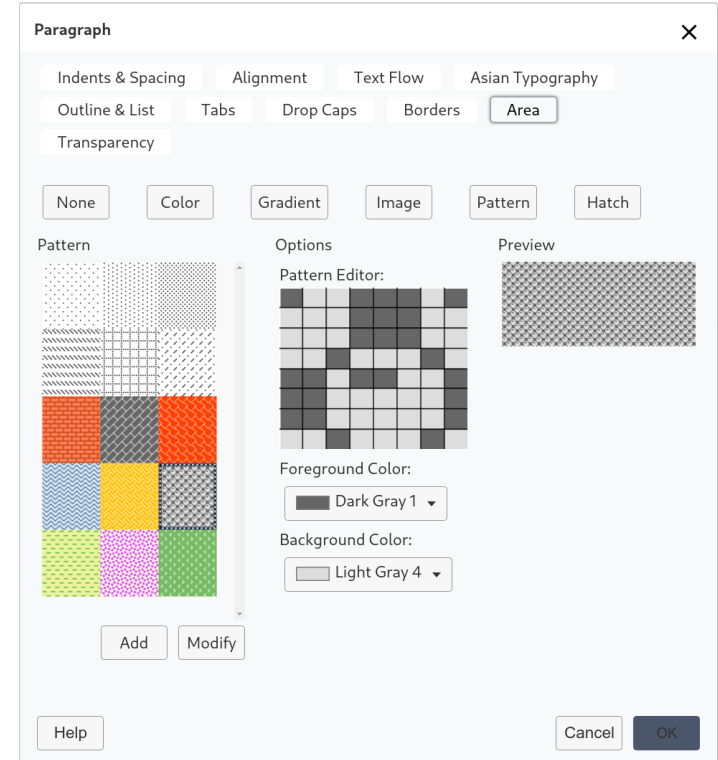 Paragraph
Indents & Spacing Alignment Text Flow Asian Typography
Outline & List Tabs Drop Caps Borders Area
Transparency
None Color Gradient Image Pattern Hatch
Pattern Options Preview
Pattern Editor:
Foreground Color:
Dark Gray 1
Background Color:
Light Gray 4
Add Modify
Help Cancel OK